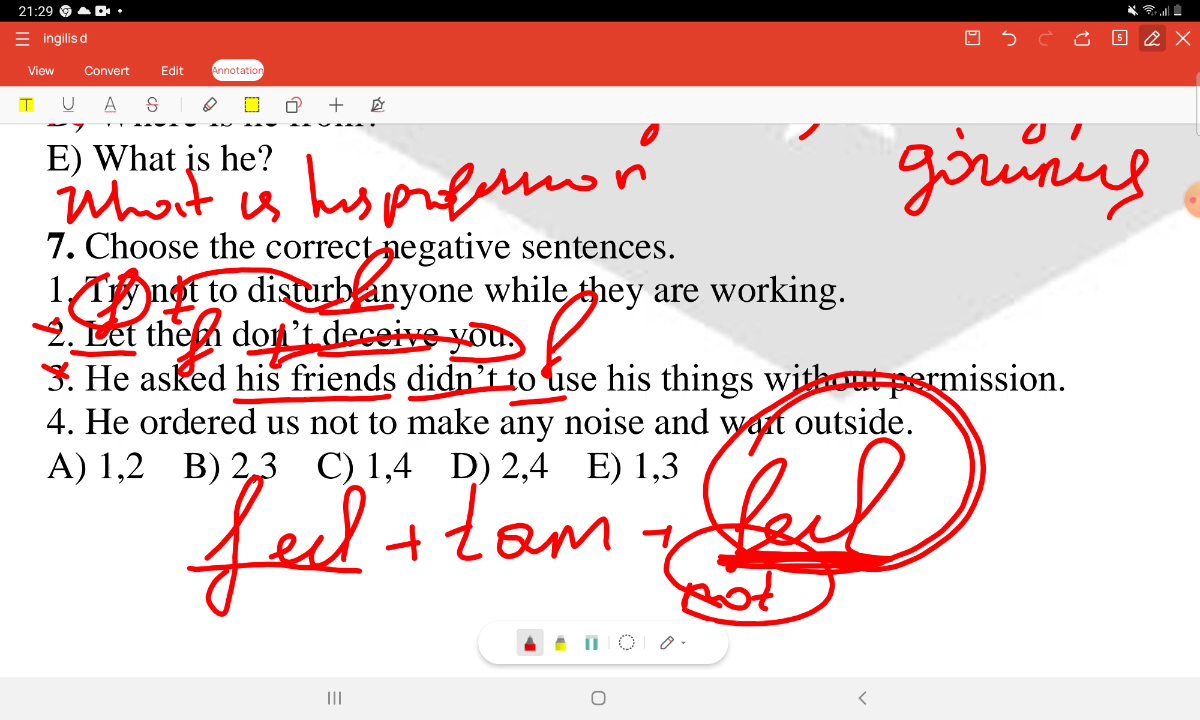 21:29
ingilis d
5
View Convert Edit Annotation
T U A S
E) What is he?
What is his profession
görünüş
7. Choose the correct negative sentences.
1. Try not to disturb anyone while they are working.
2. Let them don't deceive you.
3. He asked his friends didn't to use his things without permission.
4. He ordered us not to make any noise and wait outside.
A) 1,2 B) 2,3 C) 1,4 D) 2,4 E) 1,3
feil + tam + feil
not